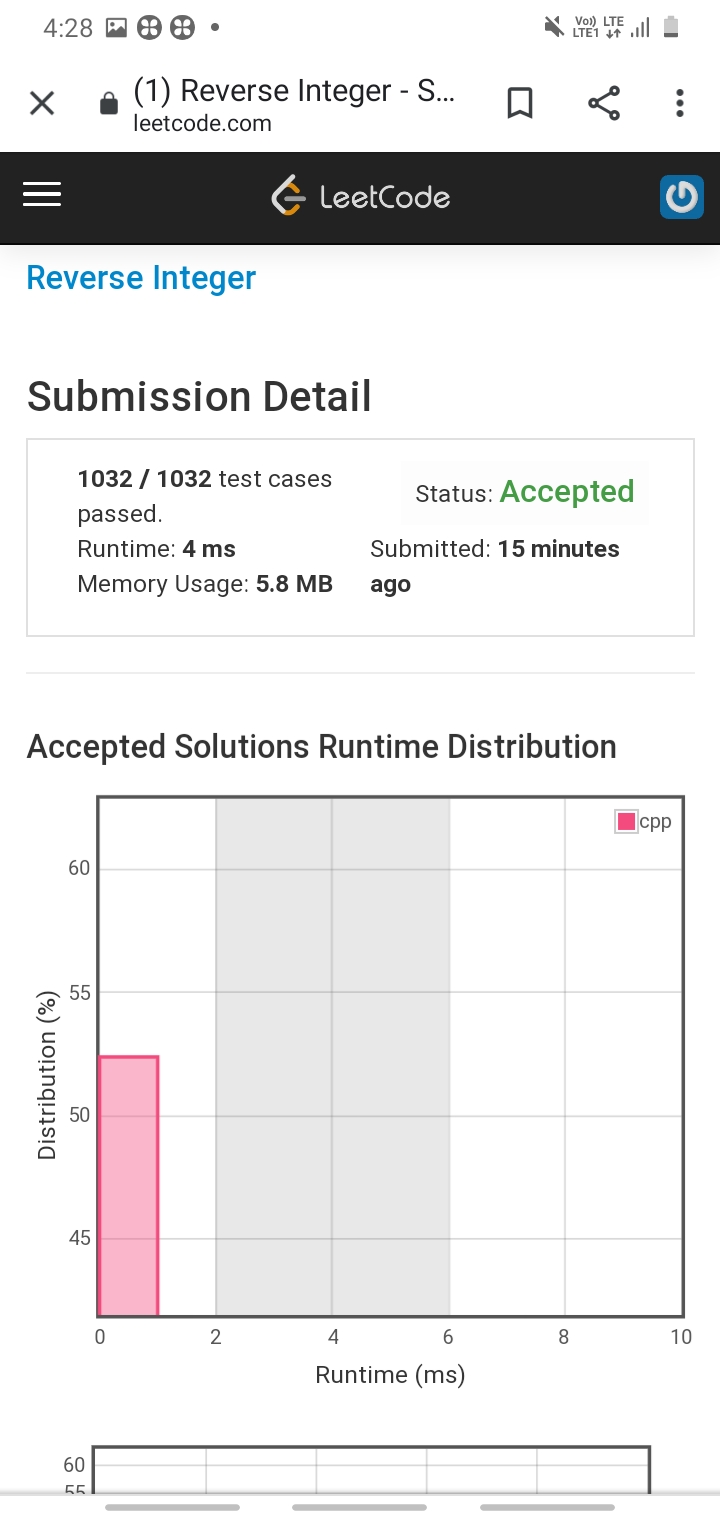 4:28
Vo)) LTE
LTE1
(1) Reverse Integer - S...
leetcode.com
LeetCode
Reverse Integer
Submission Detail
1032 / 1032 test cases
passed.
Status: Accepted
Runtime: 4 ms
Submitted: 15 minutes
ago
Memory Usage: 5.8 MB
Accepted Solutions Runtime Distribution
cpp
60
55
50
45
Distribution (%)
0 2 4 6 8 10
Runtime (ms)
60
55